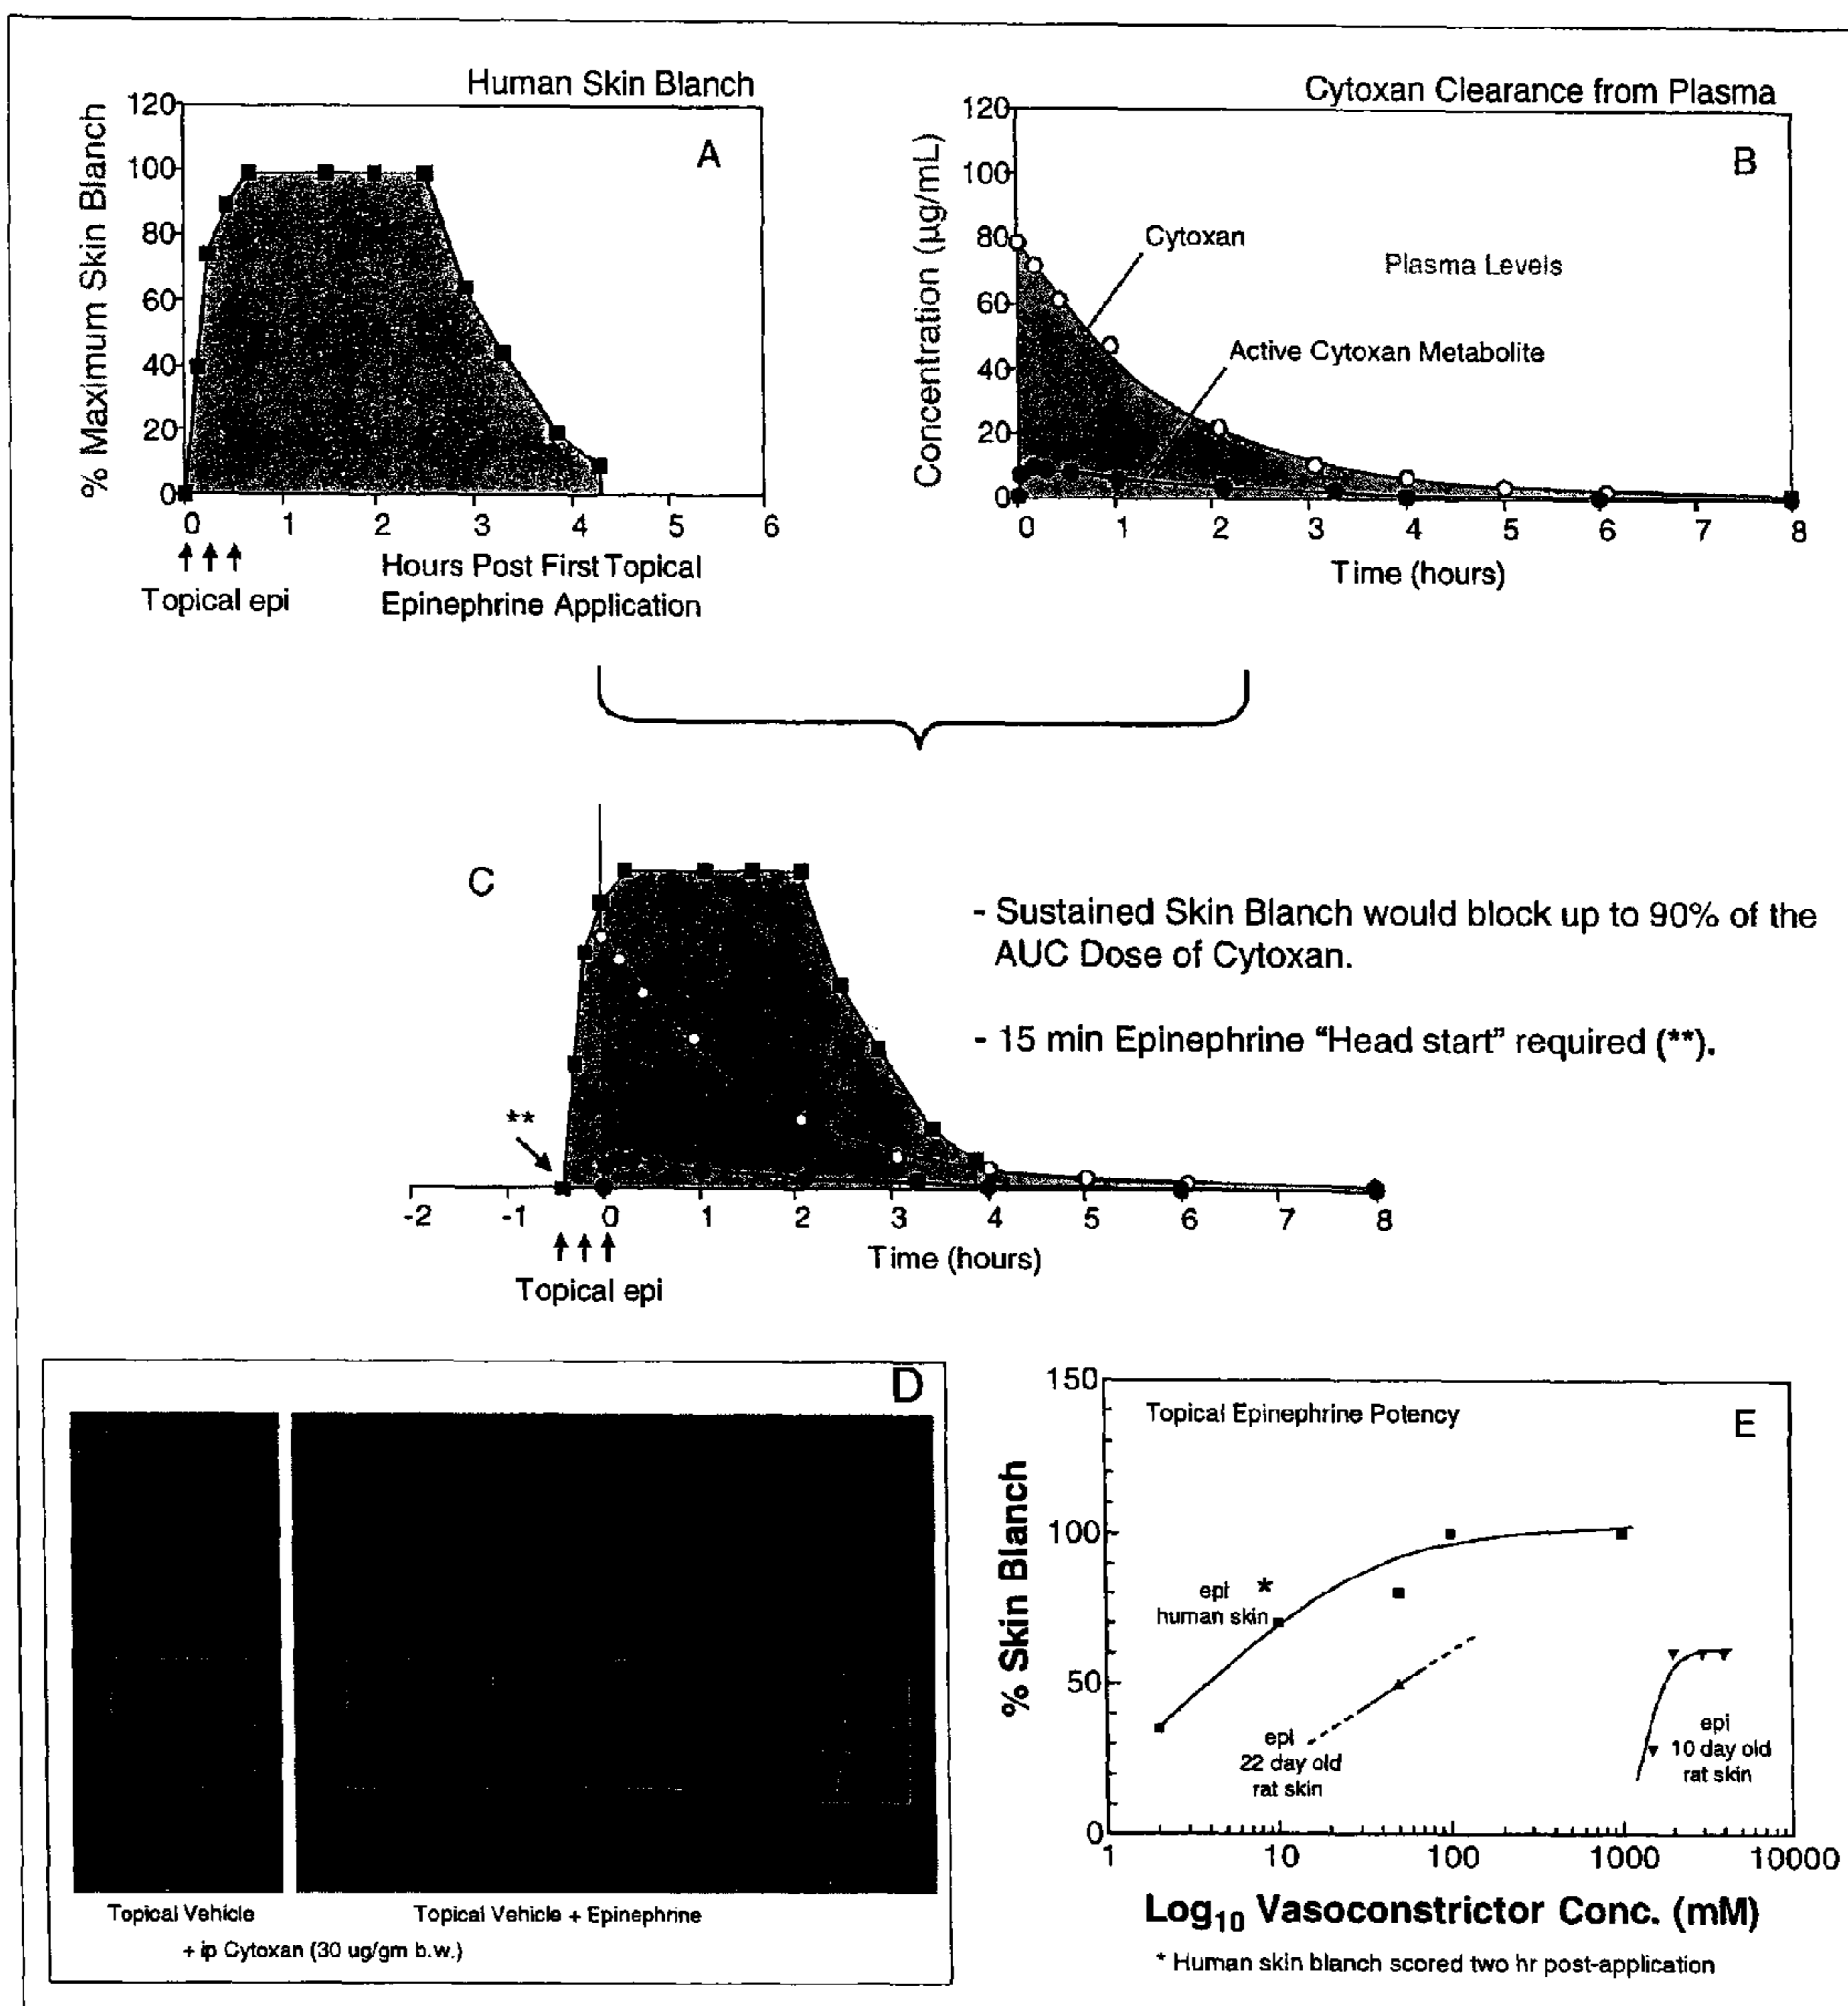 Human Skin Blanch
A
% Maximum Skin Blanch
120
100
80
60
40
20
0
0 1 2 3 4 5 6
Topical epi
Hours Post First Topical
Epinephrine Application
Cytoxan Clearance from Plasma
B
Concentration (µg/mL)
120
100
80
60
40
20
0
Cytoxan
Plasma Levels
Active Cytoxan Metabolite
0 1 2 3 4 5 6 7 8
Time (hours)
C
- Sustained Skin Blanch would block up to 90% of the
AUC Dose of Cytoxan.
- 15 min Epinephrine “Head start” required (**).
**
-2 -1 0 1 2 3 4 5 6 7 8
Time (hours)
Topical epi
D
Topical Vehicle
Topical Vehicle + Epinephrine
+ ip Cytoxan (30 ug/gm b.w.)
E
Topical Epinephrine Potency
% Skin Blanch
150
100
50
0
epi *
human skin
epi
22 day old
rat skin
epi
10 day old
rat skin
1 10 100 1000 10000
Log10 Vasoconstrictor Conc. (mM)
* Human skin blanch scored two hr post-application